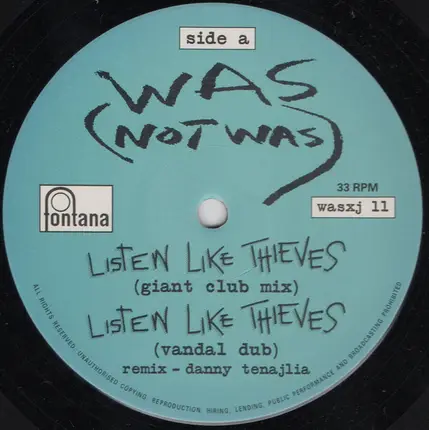 side a
WAS
(NOT WAS)
33 RPM
wasxj 11
fontana
LISTEN LIKE THIEVES
(giant club mix)
LISTEN LIKE THIEVES
(vandal dub)
remix - danny tenajlia
ALL RIGHTS RESERVED. UNAUTHORISED COPYING, REPRODUCTION, HIRING, LENDING, PUBLIC PERFORMANCE AND BROADCASTING PROHIBITED